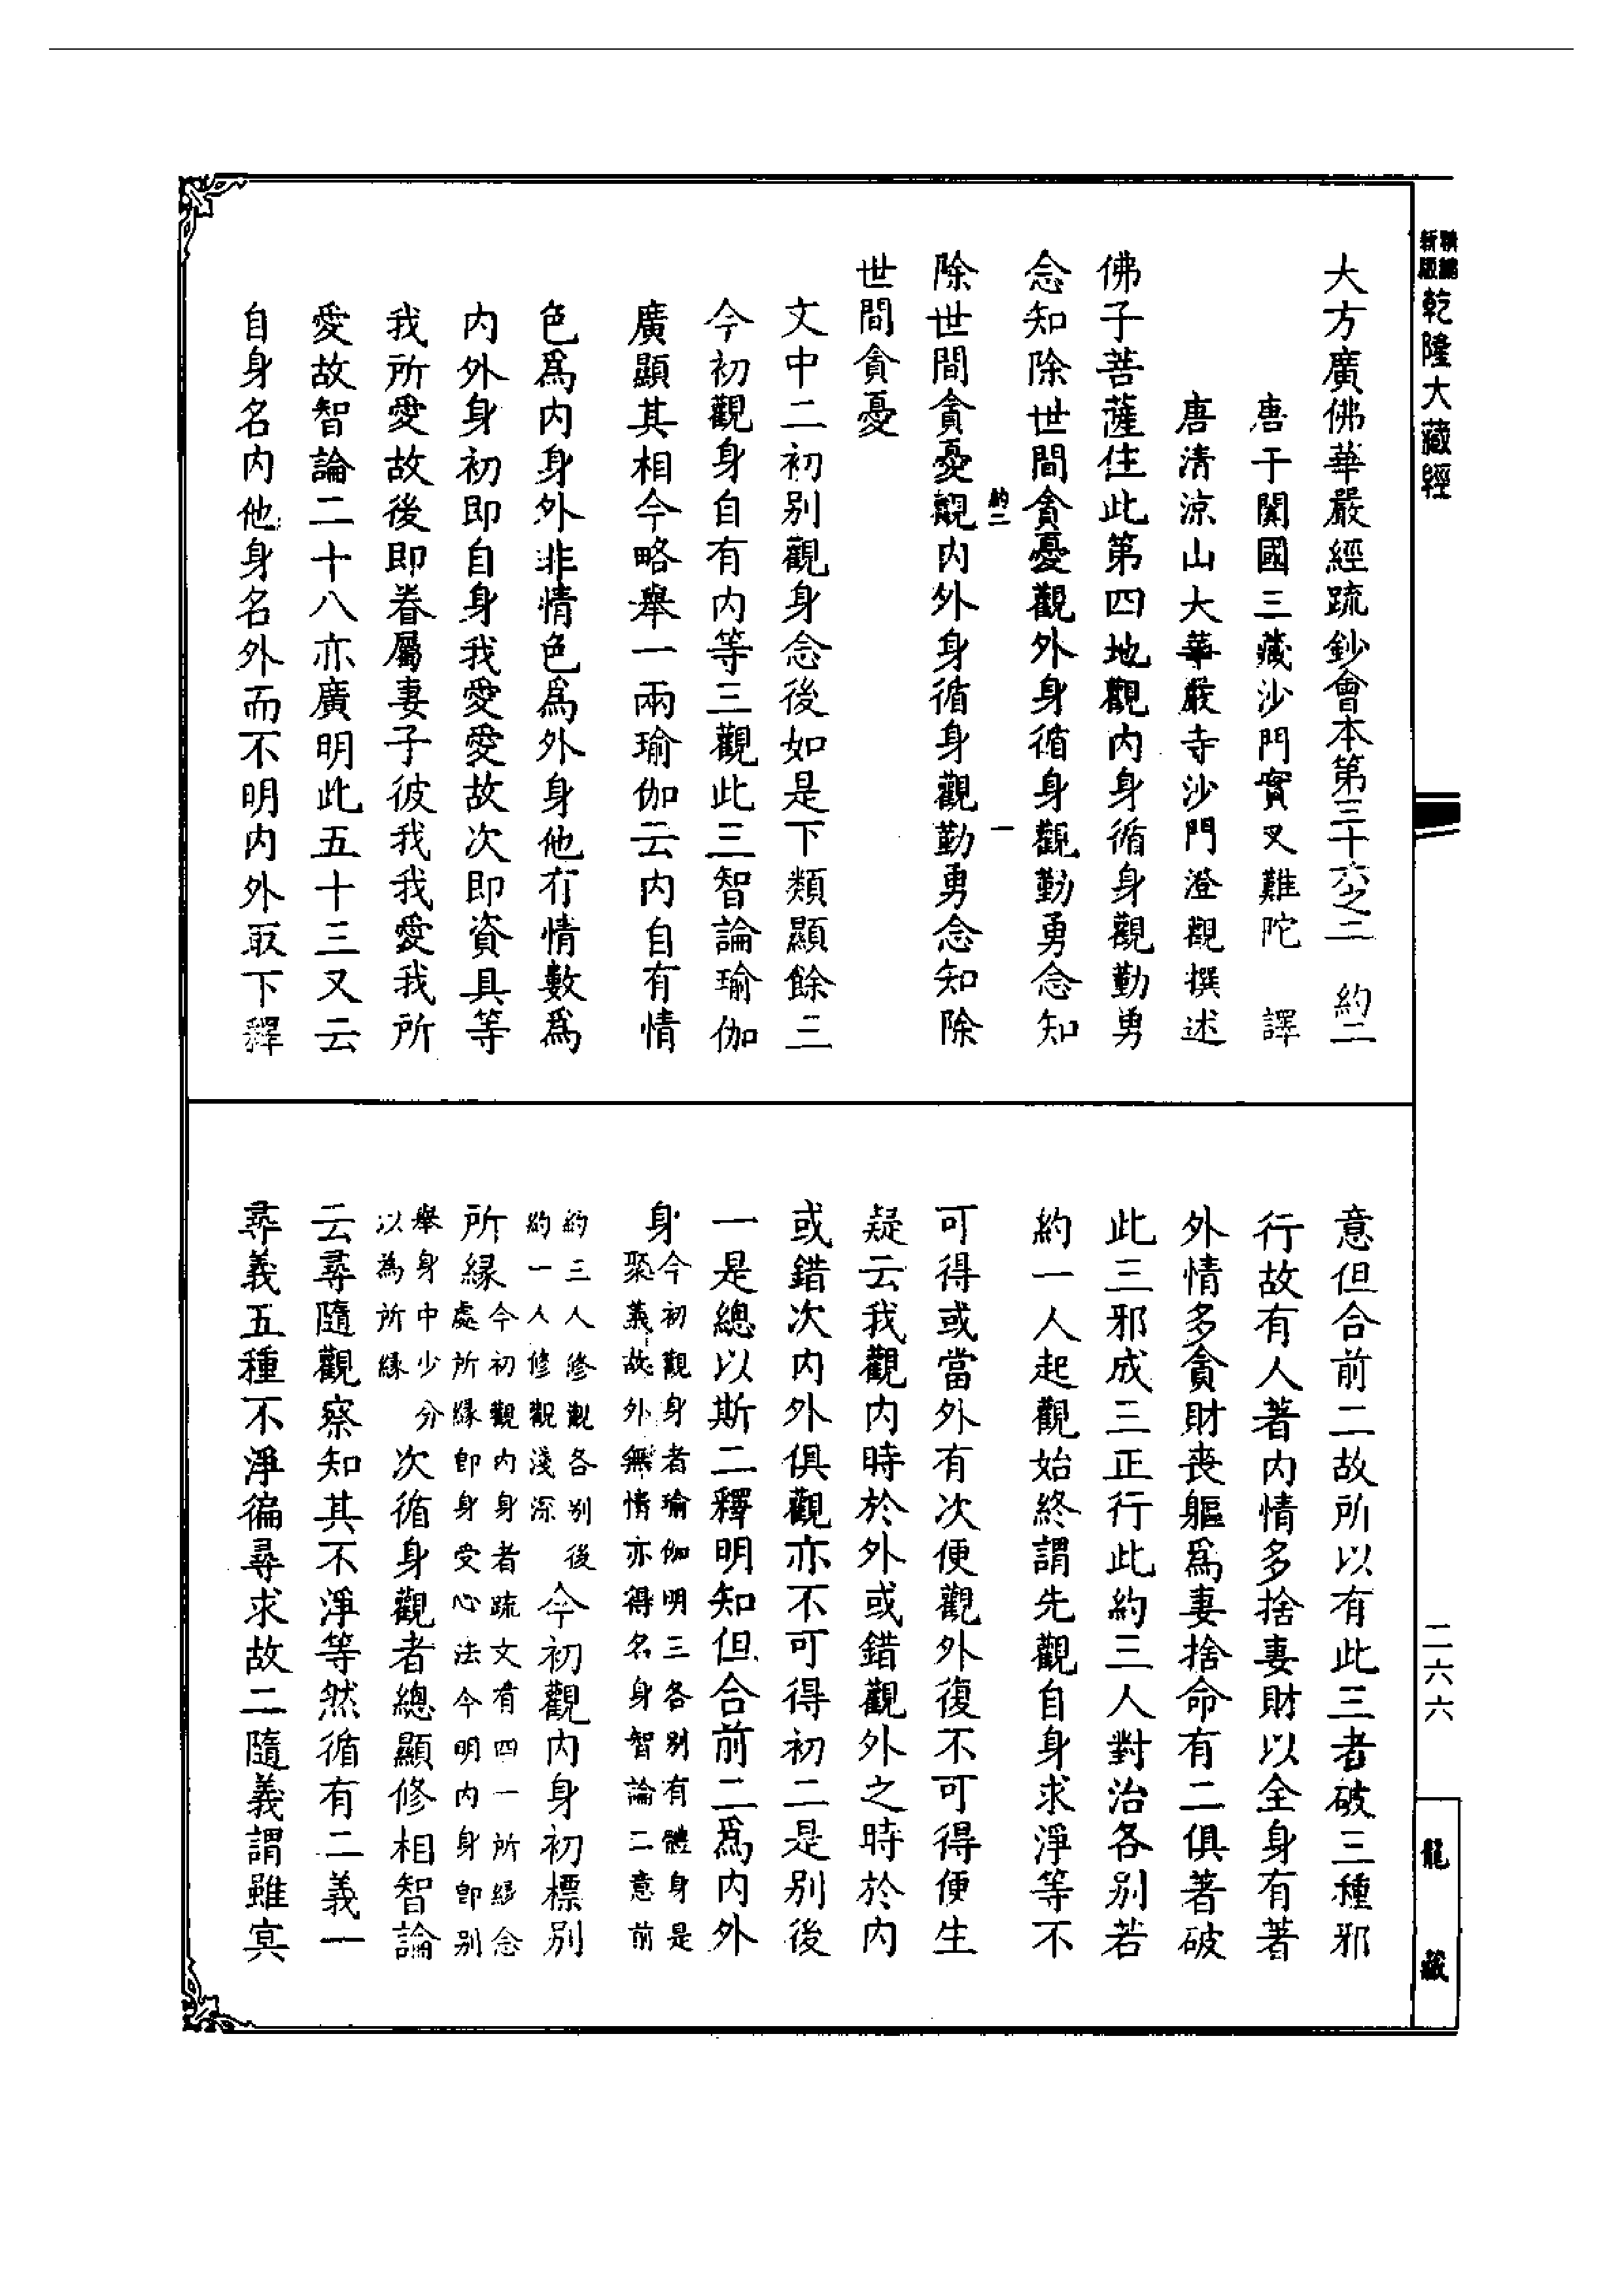 新編
縮版
乾隆大藏經
大方廣佛華嚴經疏鈔會本第三十六之二　約二
唐于闐國三藏沙門實叉難陀　譯
唐清涼山大華嚴寺沙門澄觀撰述
佛子菩薩住此第四地觀內身循身觀勤勇
念知除世間貪憂觀外身循身觀勤勇念知
約二　一
除世間貪憂觀內外身循身觀勤勇念知除
世間貪憂
文中二初別觀身念後如是下類顯餘三
今初觀身自有內等三觀此三智論瑜伽
廣顯其相今略舉一兩瑜伽云內自有情
色爲內身外非情色爲外身他有情數爲
內外身初即自身我愛愛故次即資具等
我所愛故後即眷屬妻子彼我我愛我所
愛故智論二十八亦廣明此五十三又云
自身名內他身名外而不明內外取下釋
意但合前二故所以有此三者破三種邪
行故有人著內情多捨妻財以全身有著
外情多貪財喪軀爲妻捨命有二俱著破
此三邪成三正行此約三人對治各別若
約一人起觀始終謂先觀自身求淨等不
可得或當外有次便觀外復不可得便生
疑云我觀內時於外或錯觀外之時於內
或錯次內外俱觀亦不可得初二是別後
一是總以斯二釋明知但合前二爲內外
身
今初觀身者瑜伽明三各別有體身是
聚義故外無情亦得名身智論二意前
約三人修觀各別後
約一人修觀淺深
今初觀內身初標別
所緣
今初觀內身者疏文有四一所緣念
處所緣即身受心法今明內身即別
舉身中少分
以為所緣
次循身觀者總顯修相智論
云尋隨觀察知其不淨等然循有二義一
尋義五種不淨徧尋求故二隨義謂雖寘
二六六
龍藏